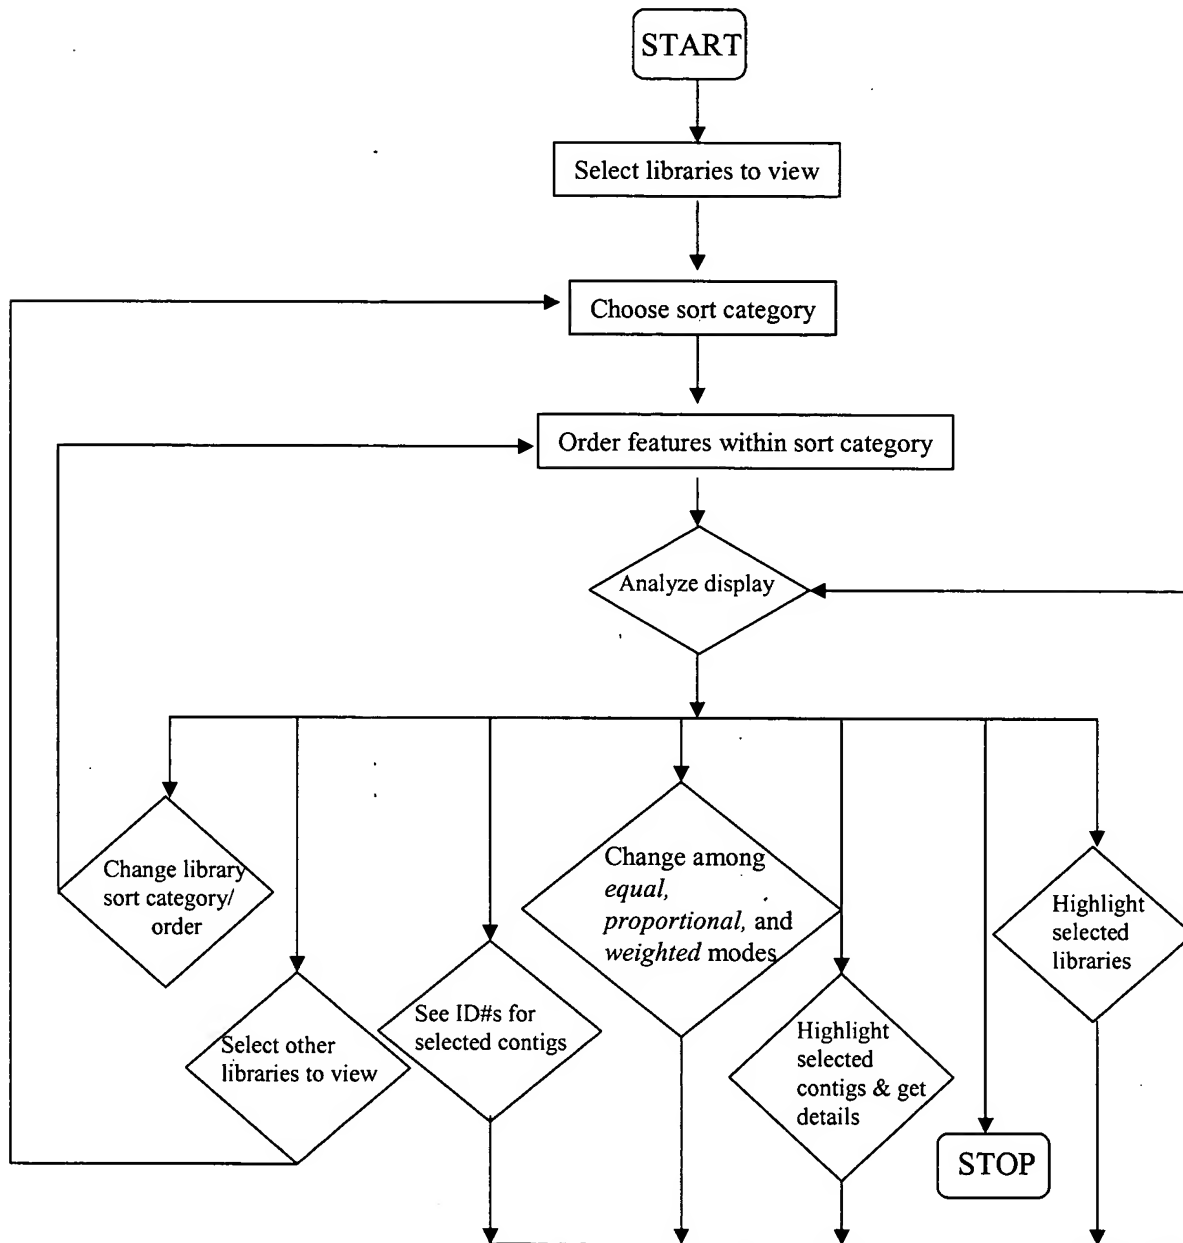 START
Select libraries to view
Choose sort category
Order features within sort category
Analyze display
Change library
sort category/
order
Select other
libraries to view
See ID#s for
selected contigs
Change among
equal,
proportional, and
weighted modes
Highlight
selected
contigs & get
details
STOP
Highlight
selected
libraries